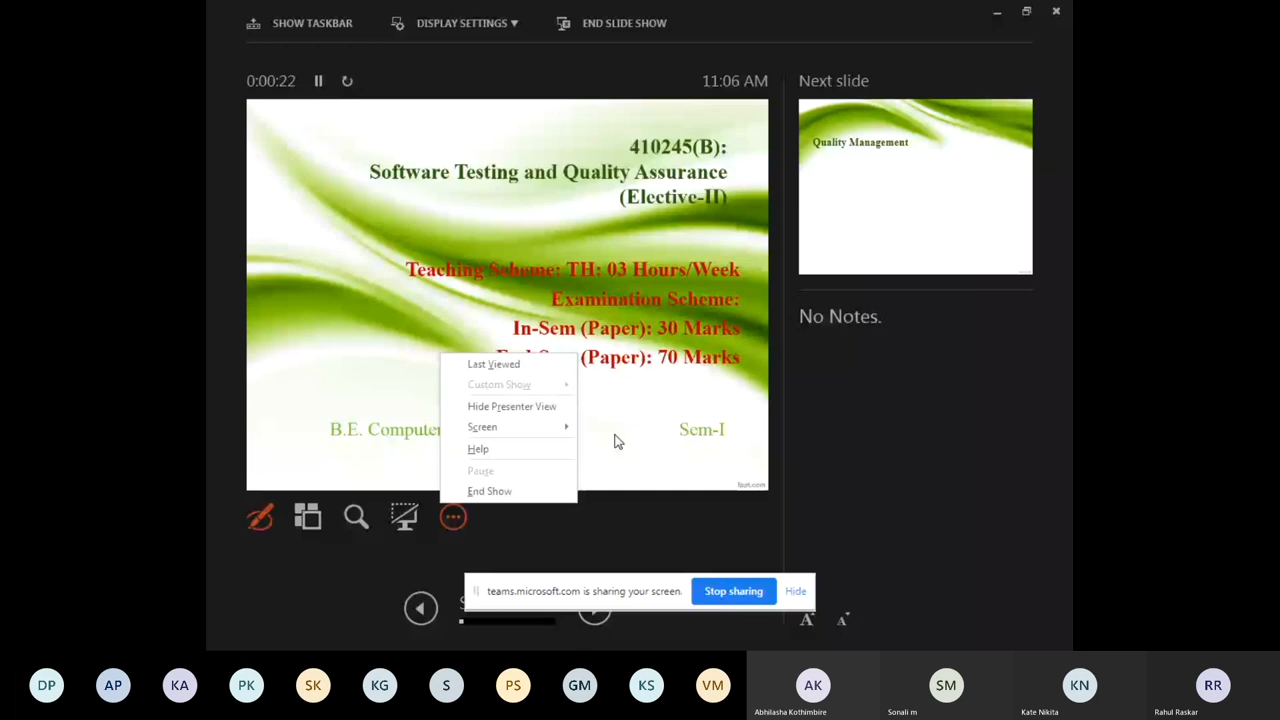 SHOW TASKBAR
DISPLAY SETTINGS ▼
END SLIDE SHOW
0:00:22
11:06 AM
Next slide
410245(B):
Software Testing and Quality Assurance
(Elective-II)
Teaching Scheme: TH: 03 Hours/Week
Examination Scheme:
In-Sem (Paper): 30 Marks
(Paper): 70 Marks
B.E. Computer
Sem-I
Quality Management
No Notes.
Last Viewed
Custom Show
Hide Presenter View
Screen
Help
Pause
End Show
teams.microsoft.com is sharing your screen.
Stop sharing
Hide
A
A
DP
AP
KA
PK
SK
KG
S
PS
GM
KS
VM
AK
SM
KN
RR
Abhilasha Kothimbire
Sonali m
Kate Nikita
Rahul Raskar